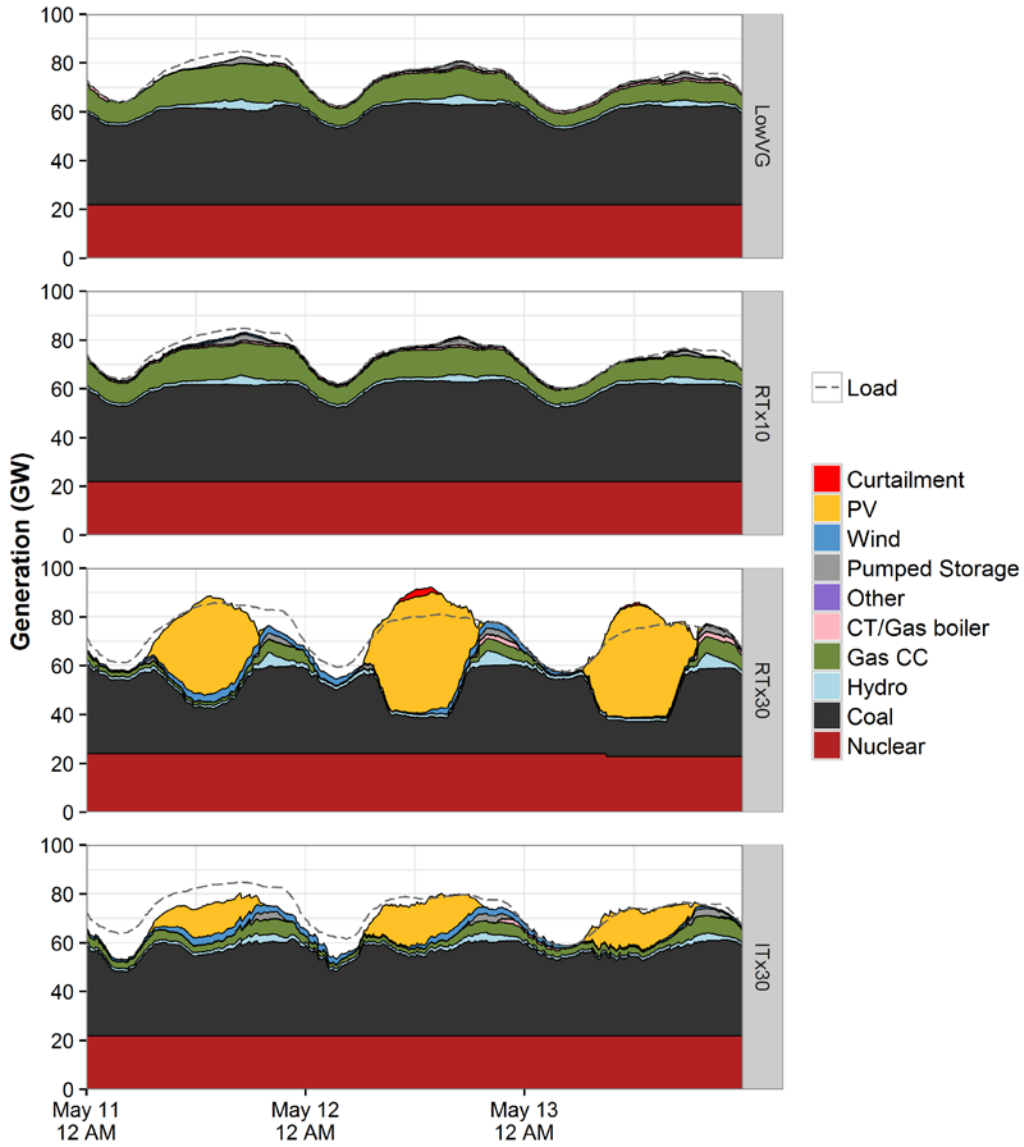 Generation (GW)
100
80
60
40
20
0
LowVG
100
80
60
40
20
0
RTx10
100
80
60
40
20
0
RTx30
100
80
60
40
20
0
ITx30
May 11
12 AM
May 12
12 AM
May 13
12 AM
Load
Curtailment
PV
Wind
Pumped Storage
Other
CT/Gas boiler
Gas CC
Hydro
Coal
Nuclear